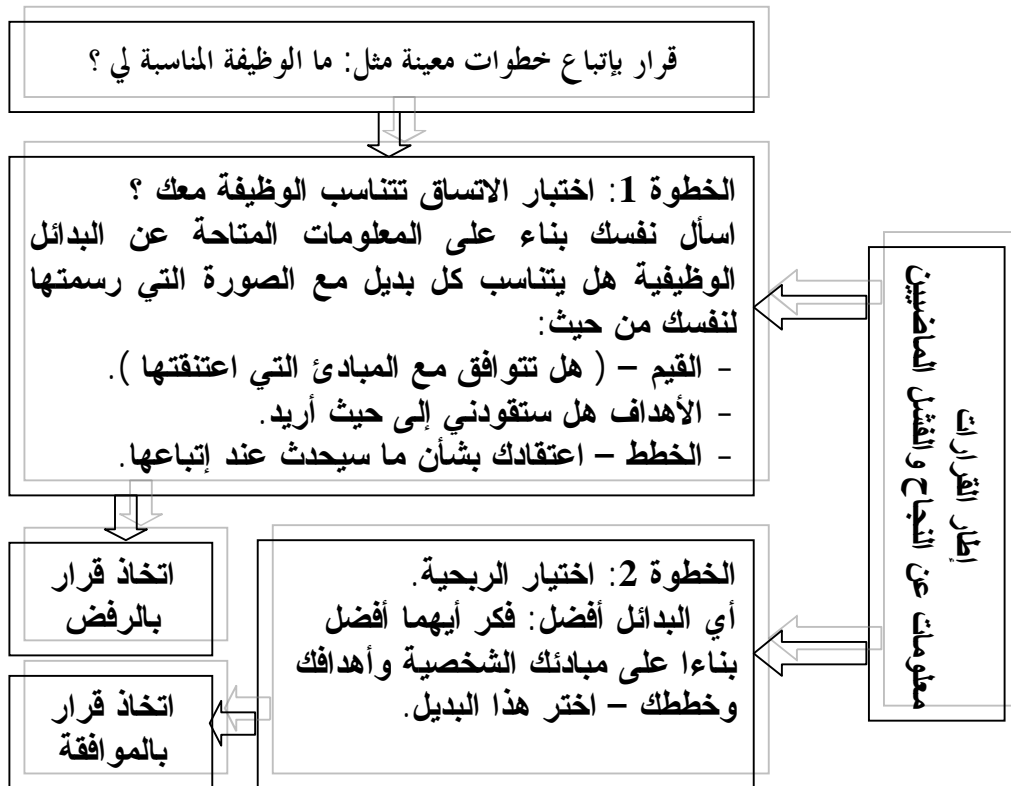 قرار بإتباع خطوات معينة مثل: ما الوظيفة المناسبة لي ؟
الخطوة 1: اختبار الاتساق تتناسب الوظيفة معك ؟
اسأل نفسك بناء على المعلومات المتاحة عن البدائل
الوظيفية هل يتناسب كل بديل مع الصورة التي رسمتها
لنفسك من حيث:
- القيم – ( هل تتوافق مع المبادئ التي اعتنقتها ).
- الأهداف هل ستقودني إلى حيث أريد.
- الخطط – اعتقادك بشأن ما سيحدث عند إتباعها.
إطار القرارات
معلومات عن النجاح والفشل الماضيين
اتخاذ قرار
بالرفض
الخطوة 2: اختيار الربحية.
أي البدائل أفضل: فكر أيهما أفضل
بناءا على مبادئك الشخصية وأهدافك
وخططك – اختر هذا البديل.
اتخاذ قرار
بالموافقة